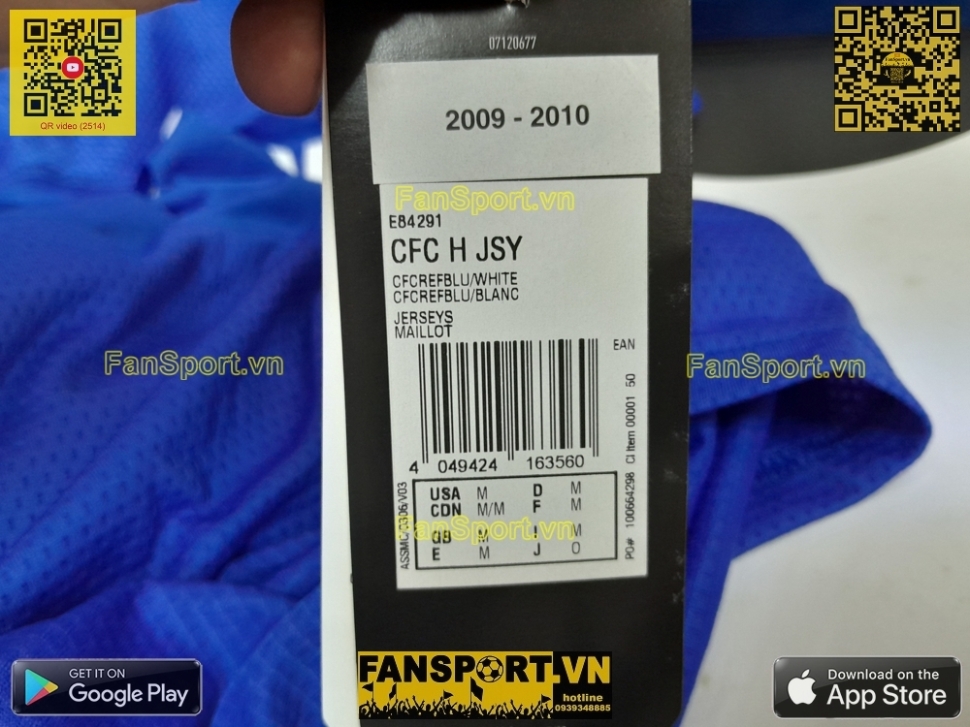 QR video (2514)
07120677
2009 - 2010
FanSport.vn
E84291
CFC H JSY
CFCREFBLU/WHITE
CFCREFBLU/BLANC
JERSEYS
MAILLOT
EAN
FanSport.vn
FanSport.vn
4 049424 163560
PO# 100664298 CI Item 00001 50
ASSMC/0306/V03
USA M D M
CDN M/M F M
FanSport.vn
GB M I M
E M J O
GET IT ON
Google Play
FANSPORT.VN
hotline
0939348885
Download on the
App Store